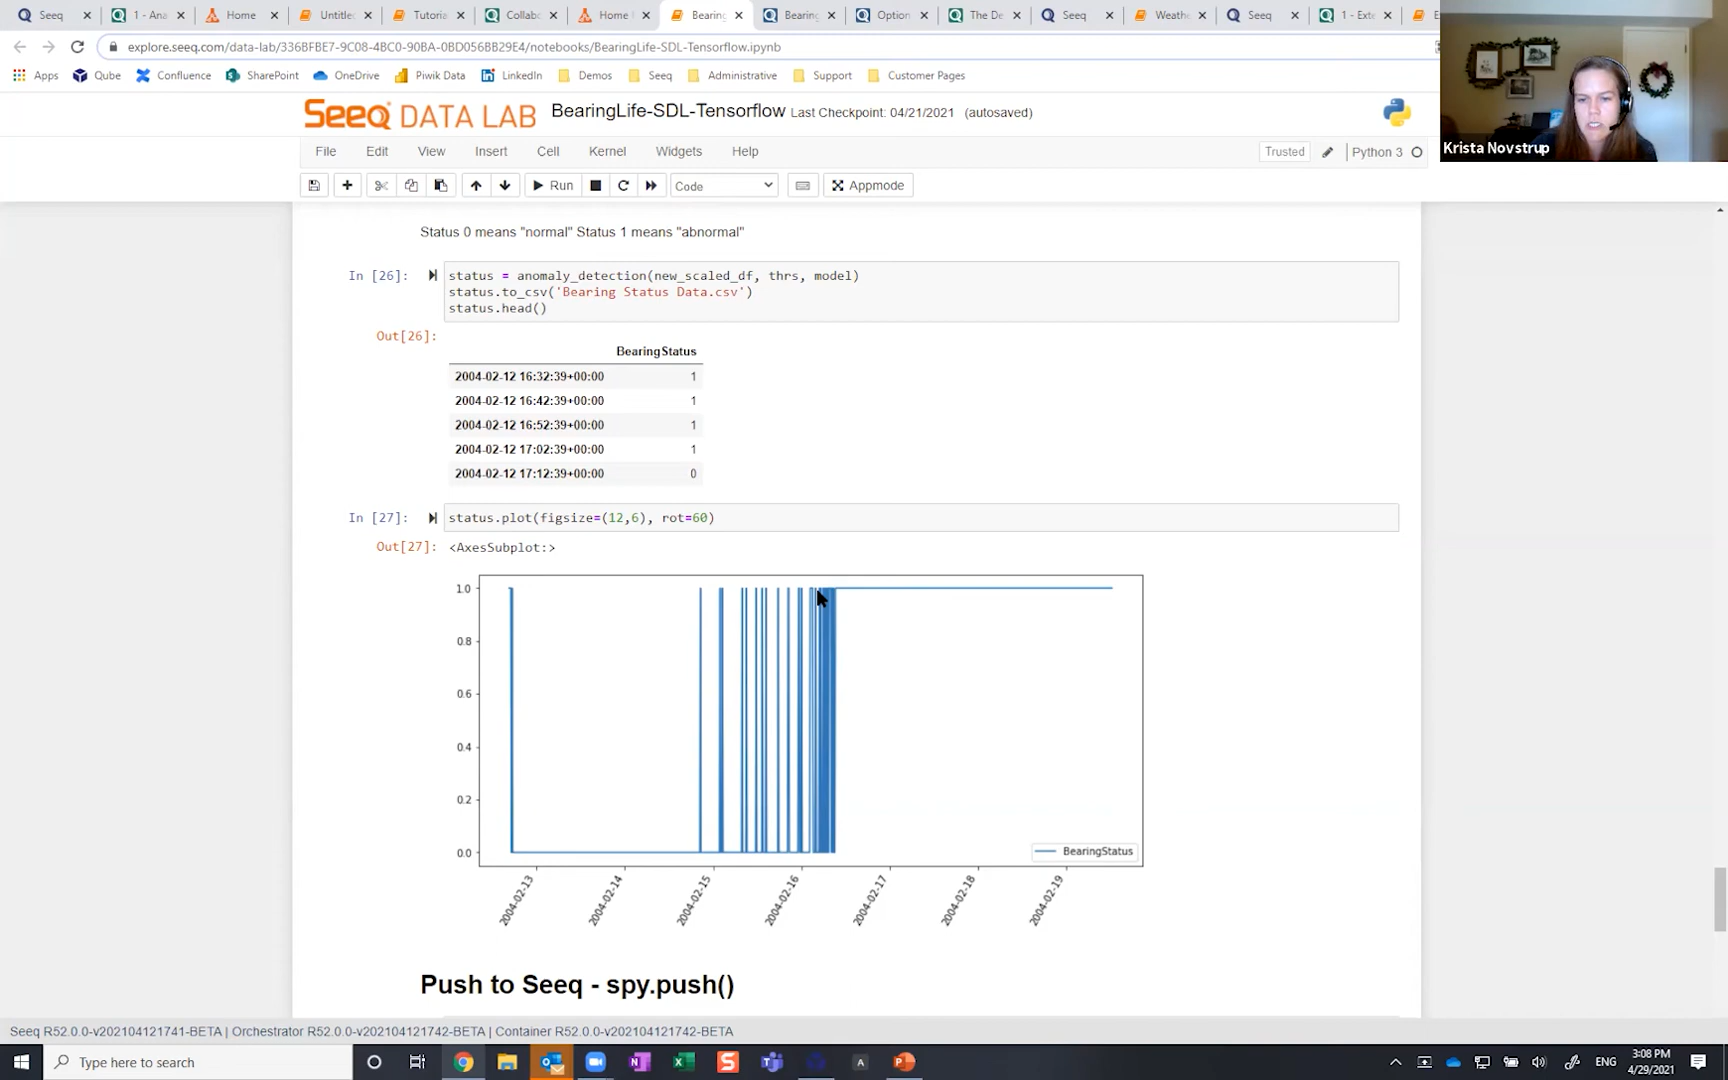 Seeq
1 - Ana
Home
Untitle
Tutoria
Collabo
Home P
Bearing
Bearing
Option
The De
Seeq
Weathe
Seeq
1 - Exte
explore.seeq.com/data-lab/336BFBE7-9C08-4BC0-90BA-0BD056BB29E4/notebooks/BearingLife-SDL-Tensorflow.ipynb
Apps Qube Confluence SharePoint OneDrive Piwik Data LinkedIn Demos Seeq Administrative Support Customer Pages
Krista Novstrup
Seeq DATA LAB BearingLife-SDL-Tensorflow Last Checkpoint: 04/21/2021 (autosaved)
File Edit View Insert Cell Kernel Widgets Help Trusted Python 3
Run Code Appmode
Status 0 means "normal" Status 1 means "abnormal"
In [26]: status = anomaly_detection(new_scaled_df, thrs, model)
status.to_csv('Bearing Status Data.csv')
status.head()
Out[26]:
BearingStatus
2004-02-12 16:32:39+00:00 1
2004-02-12 16:42:39+00:00 1
2004-02-12 16:52:39+00:00 1
2004-02-12 17:02:39+00:00 1
2004-02-12 17:12:39+00:00 0
In [27]: status.plot(figsize=(12,6), rot=60)
Out[27]: <AxesSubplot:>
1.0
0.8
0.6
0.4
0.2
0.0
BearingStatus
2004-02-13
2004-02-14
2004-02-15
2004-02-16
2004-02-17
2004-02-18
2004-02-19
Push to Seeq - spy.push()
Seeq R52.0.0-v202104121741-BETA | Orchestrator R52.0.0-v202104121742-BETA | Container R52.0.0-v202104121742-BETA
Type here to search
ENG
3:08 PM
4/29/2021